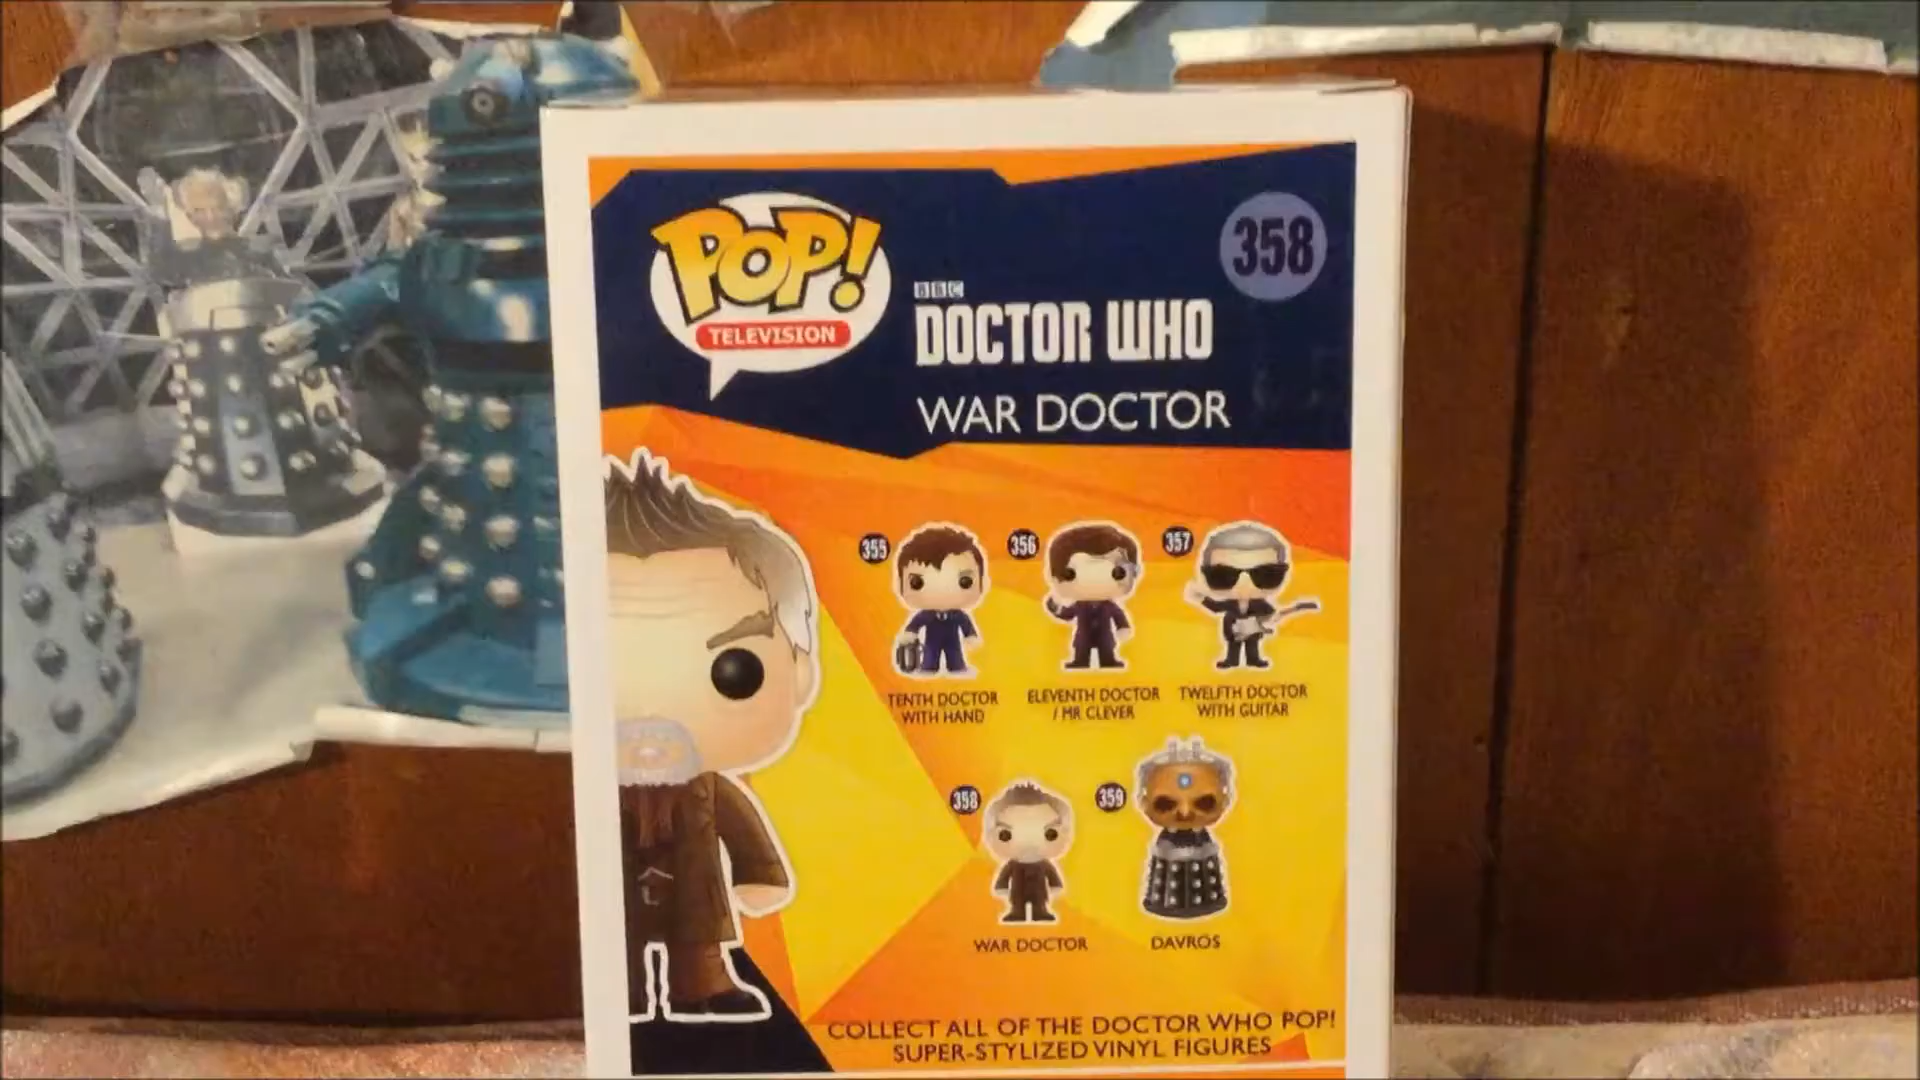 POP!
TELEVISION
358
BBC
DOCTOR WHO
WAR DOCTOR
355
356
357
TENTH DOCTOR
WITH HAND
ELEVENTH DOCTOR
/ MR CLEVER
TWELFTH DOCTOR
WITH GUITAR
358
359
WAR DOCTOR
DAVROS
COLLECT ALL OF THE DOCTOR WHO POP!
SUPER-STYLIZED VINYL FIGURES